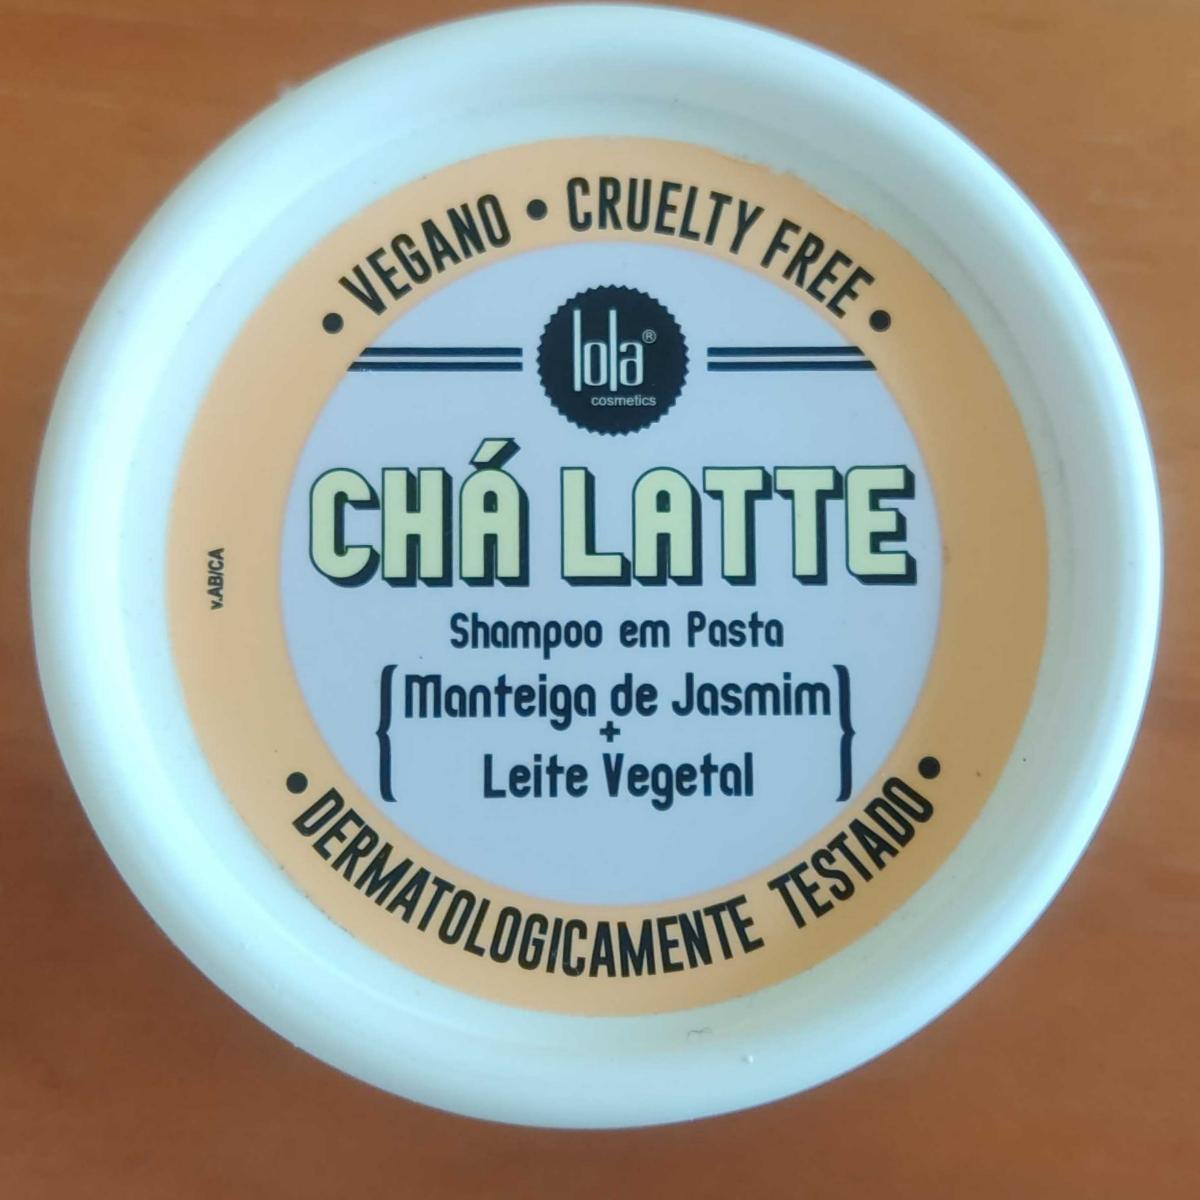 • VEGANO • CRUELTY FREE •
lola®
cosmetics
CHÁ LATTE
v.AB/CA
Shampoo em Pasta
{Manteiga de Jasmim
+
Leite Vegetal}
• DERMATOLOGICAMENTE TESTADO •